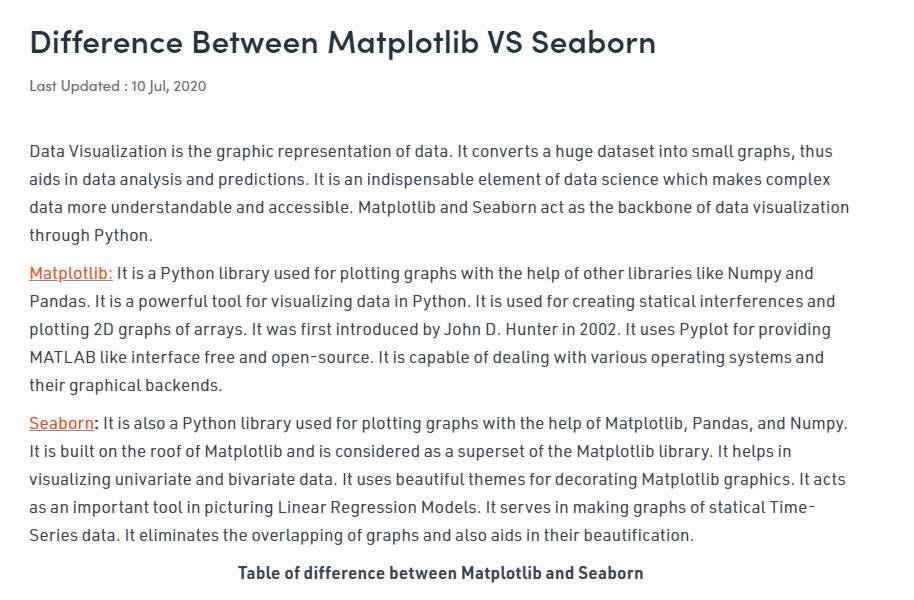 Difference Between Matplotlib VS Seaborn
Last Updated : 10 Jul, 2020
Data Visualization is the graphic representation of data. It converts a huge dataset into small graphs, thus
aids in data analysis and predictions. It is an indispensable element of data science which makes complex
data more understandable and accessible. Matplotlib and Seaborn act as the backbone of data visualization
through Python.
Matplotlib: It is a Python library used for plotting graphs with the help of other libraries like Numpy and
Pandas. It is a powerful tool for visualizing data in Python. It is used for creating statical interferences and
plotting 2D graphs of arrays. It was first introduced by John D. Hunter in 2002. It uses Pyplot for providing
MATLAB like interface free and open-source. It is capable of dealing with various operating systems and
their graphical backends.
Seaborn: It is also a Python library used for plotting graphs with the help of Matplotlib, Pandas, and Numpy.
It is built on the roof of Matplotlib and is considered as a superset of the Matplotlib library. It helps in
visualizing univariate and bivariate data. It uses beautiful themes for decorating Matplotlib graphics. It acts
as an important tool in picturing Linear Regression Models. It serves in making graphs of statical Time-
Series data. It eliminates the overlapping of graphs and also aids in their beautification.
Table of difference between Matplotlib and Seaborn